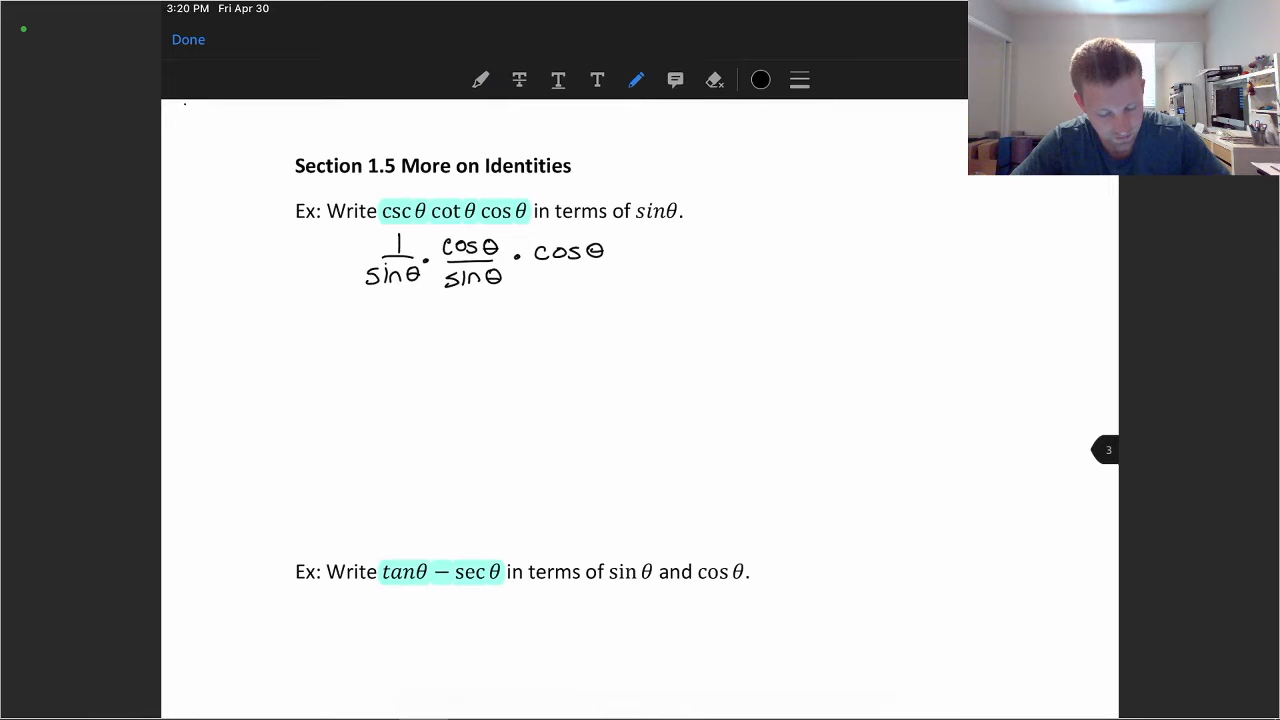 3:20 PM Fri Apr 30
Done
Section 1.5 More on Identities
Ex: Write csc θ cot θ cos θ in terms of sinθ.
1/sinθ · cosθ/sinθ · cosθ
3
Ex: Write tanθ − sec θ in terms of sin θ and cos θ.